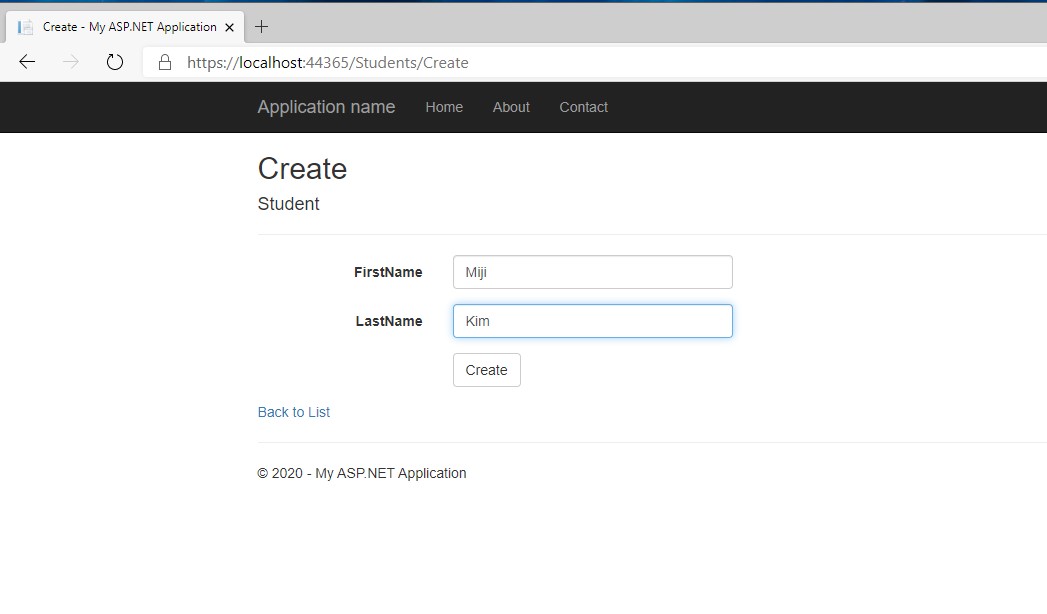 Create - My ASP.NET Application
https://localhost:44365/Students/Create
Application name Home About Contact
Create
Student
FirstName Miji
LastName Kim
Create
Back to List
© 2020 - My ASP.NET Application